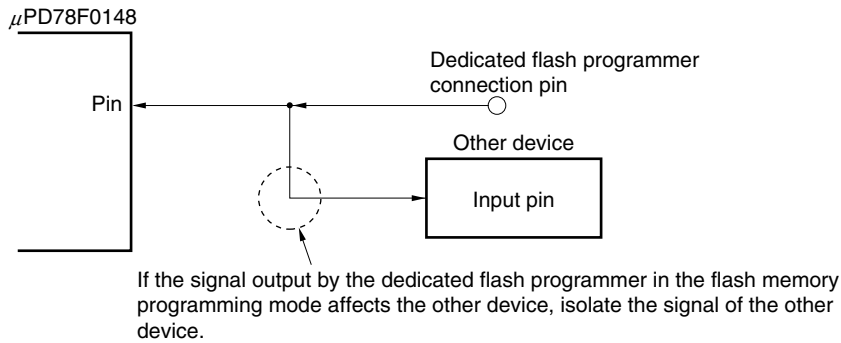 μPD78F0148
Dedicated flash programmer
connection pin
Pin
Other device
Input pin
If the signal output by the dedicated flash programmer in the flash memory
programming mode affects the other device, isolate the signal of the other
device.